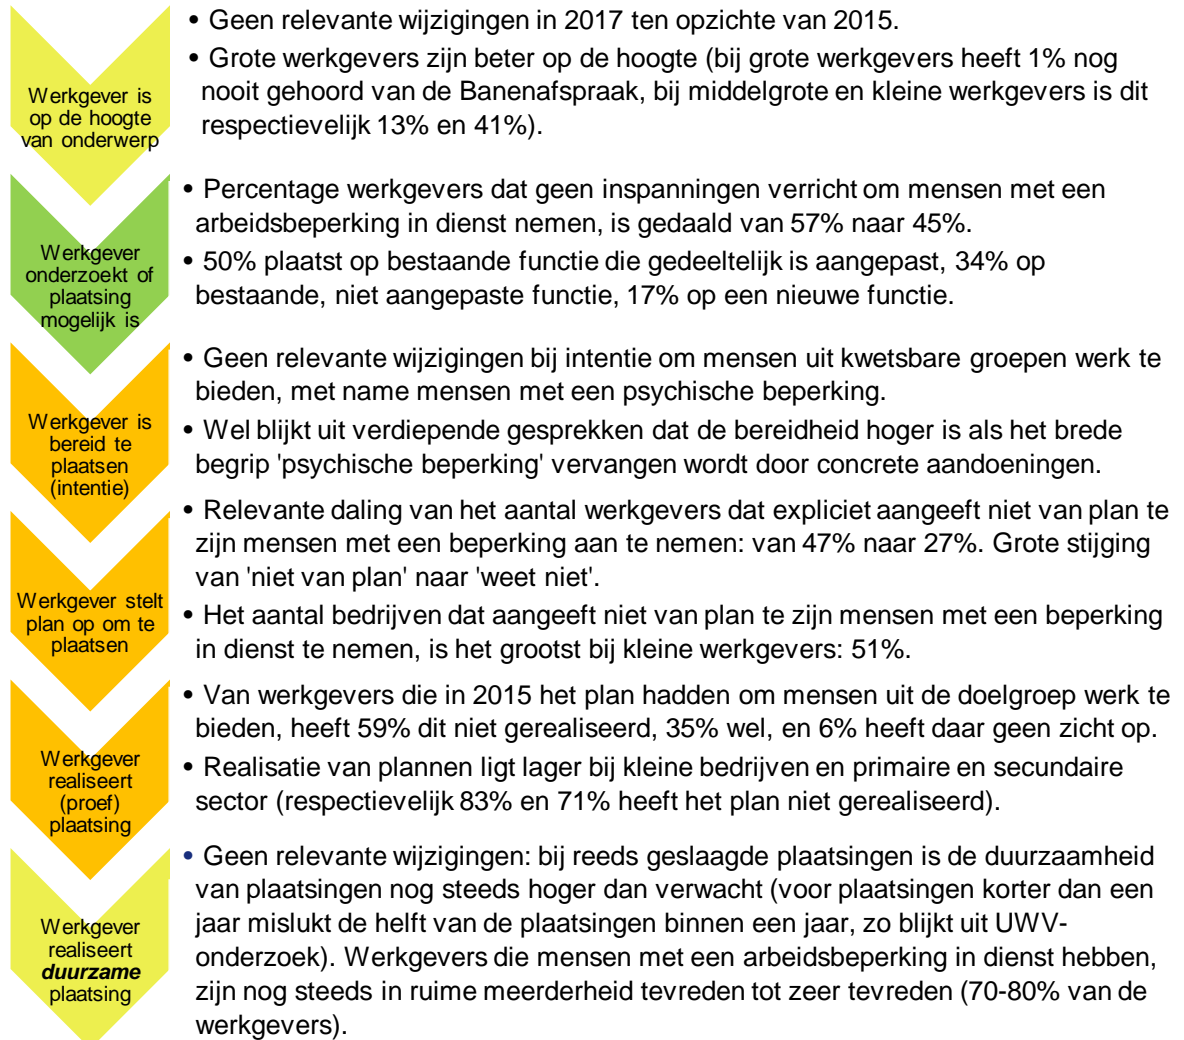 Werkgever is
op de hoogte
van onderwerp
• Geen relevante wijzigingen in 2017 ten opzichte van 2015.
• Grote werkgevers zijn beter op de hoogte (bij grote werkgevers heeft 1% nog
nooit gehoord van de Banenafspraak, bij middelgrote en kleine werkgevers is dit
respectievelijk 13% en 41%).
Werkgever
onderzoekt of
plaatsing
mogelijk is
• Percentage werkgevers dat geen inspanningen verricht om mensen met een
arbeidsbeperking in dienst nemen, is gedaald van 57% naar 45%.
• 50% plaatst op bestaande functie die gedeeltelijk is aangepast, 34% op
bestaande, niet aangepaste functie, 17% op een nieuwe functie.
Werkgever is
bereid te
plaatsen
(intentie)
• Geen relevante wijzigingen bij intentie om mensen uit kwetsbare groepen werk te
bieden, met name mensen met een psychische beperking.
• Wel blijkt uit verdiepende gesprekken dat de bereidheid hoger is als het brede
begrip 'psychische beperking' vervangen wordt door concrete aandoeningen.
Werkgever stelt
plan op om te
plaatsen
• Relevante daling van het aantal werkgevers dat expliciet aangeeft niet van plan te
zijn mensen met een beperking aan te nemen: van 47% naar 27%. Grote stijging
van 'niet van plan' naar 'weet niet'.
• Het aantal bedrijven dat aangeeft niet van plan te zijn mensen met een beperking
in dienst te nemen, is het grootst bij kleine werkgevers: 51%.
Werkgever
realiseert
(proef)
plaatsing
• Van werkgevers die in 2015 het plan hadden om mensen uit de doelgroep werk te
bieden, heeft 59% dit niet gerealiseerd, 35% wel, en 6% heeft daar geen zicht op.
• Realisatie van plannen ligt lager bij kleine bedrijven en primaire en secundaire
sector (respectievelijk 83% en 71% heeft het plan niet gerealiseerd).
Werkgever
realiseert
duurzame
plaatsing
• Geen relevante wijzigingen: bij reeds geslaagde plaatsingen is de duurzaamheid
van plaatsingen nog steeds hoger dan verwacht (voor plaatsingen korter dan een
jaar mislukt de helft van de plaatsingen binnen een jaar, zo blijkt uit UWV-
onderzoek). Werkgevers die mensen met een arbeidsbeperking in dienst hebben,
zijn nog steeds in ruime meerderheid tevreden tot zeer tevreden (70-80% van de
werkgevers).